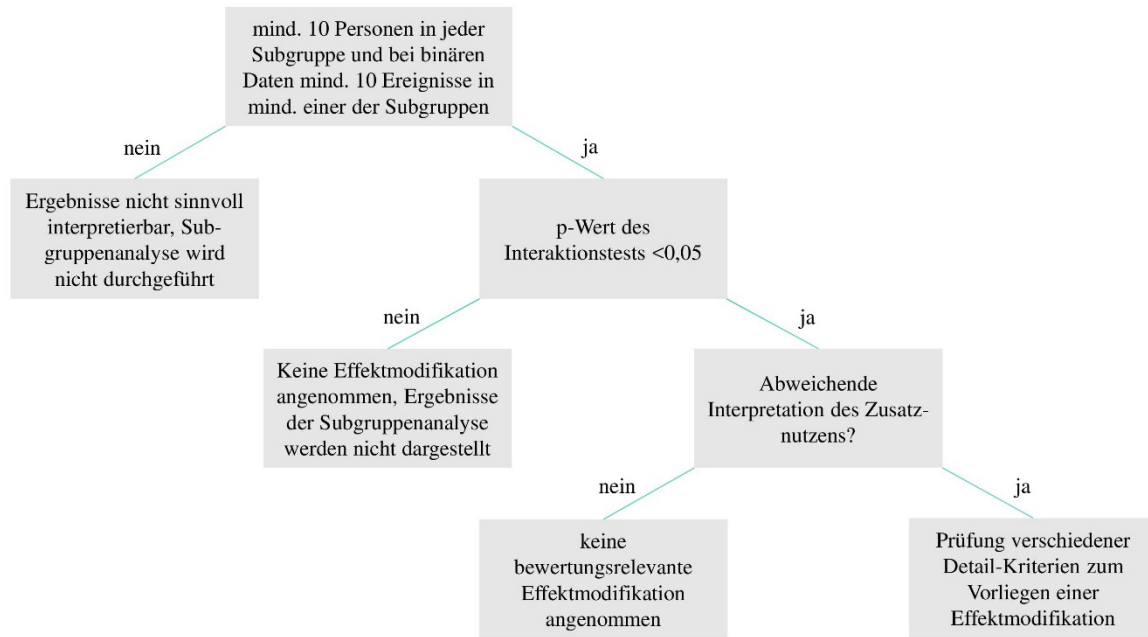 mind. 10 Personen in jeder
Subgruppe und bei binären
Daten mind. 10 Ereignisse in
mind. einer der Subgruppen
nein
ja
Ergebnisse nicht sinnvoll
interpretierbar, Sub-
gruppenanalyse wird
nicht durchgeführt
p-Wert des
Interaktionstests <0,05
nein
ja
Keine Effektmodifikation
angenommen, Ergebnisse
der Subgruppenanalyse
werden nicht dargestellt
Abweichende
Interpretation des Zusatz-
nutzens?
nein
ja
keine
bewertungsrelevante
Effektmodifikation
angenommen
Prüfung verschiedener
Detail-Kriterien zum
Vorliegen einer
Effektmodifikation